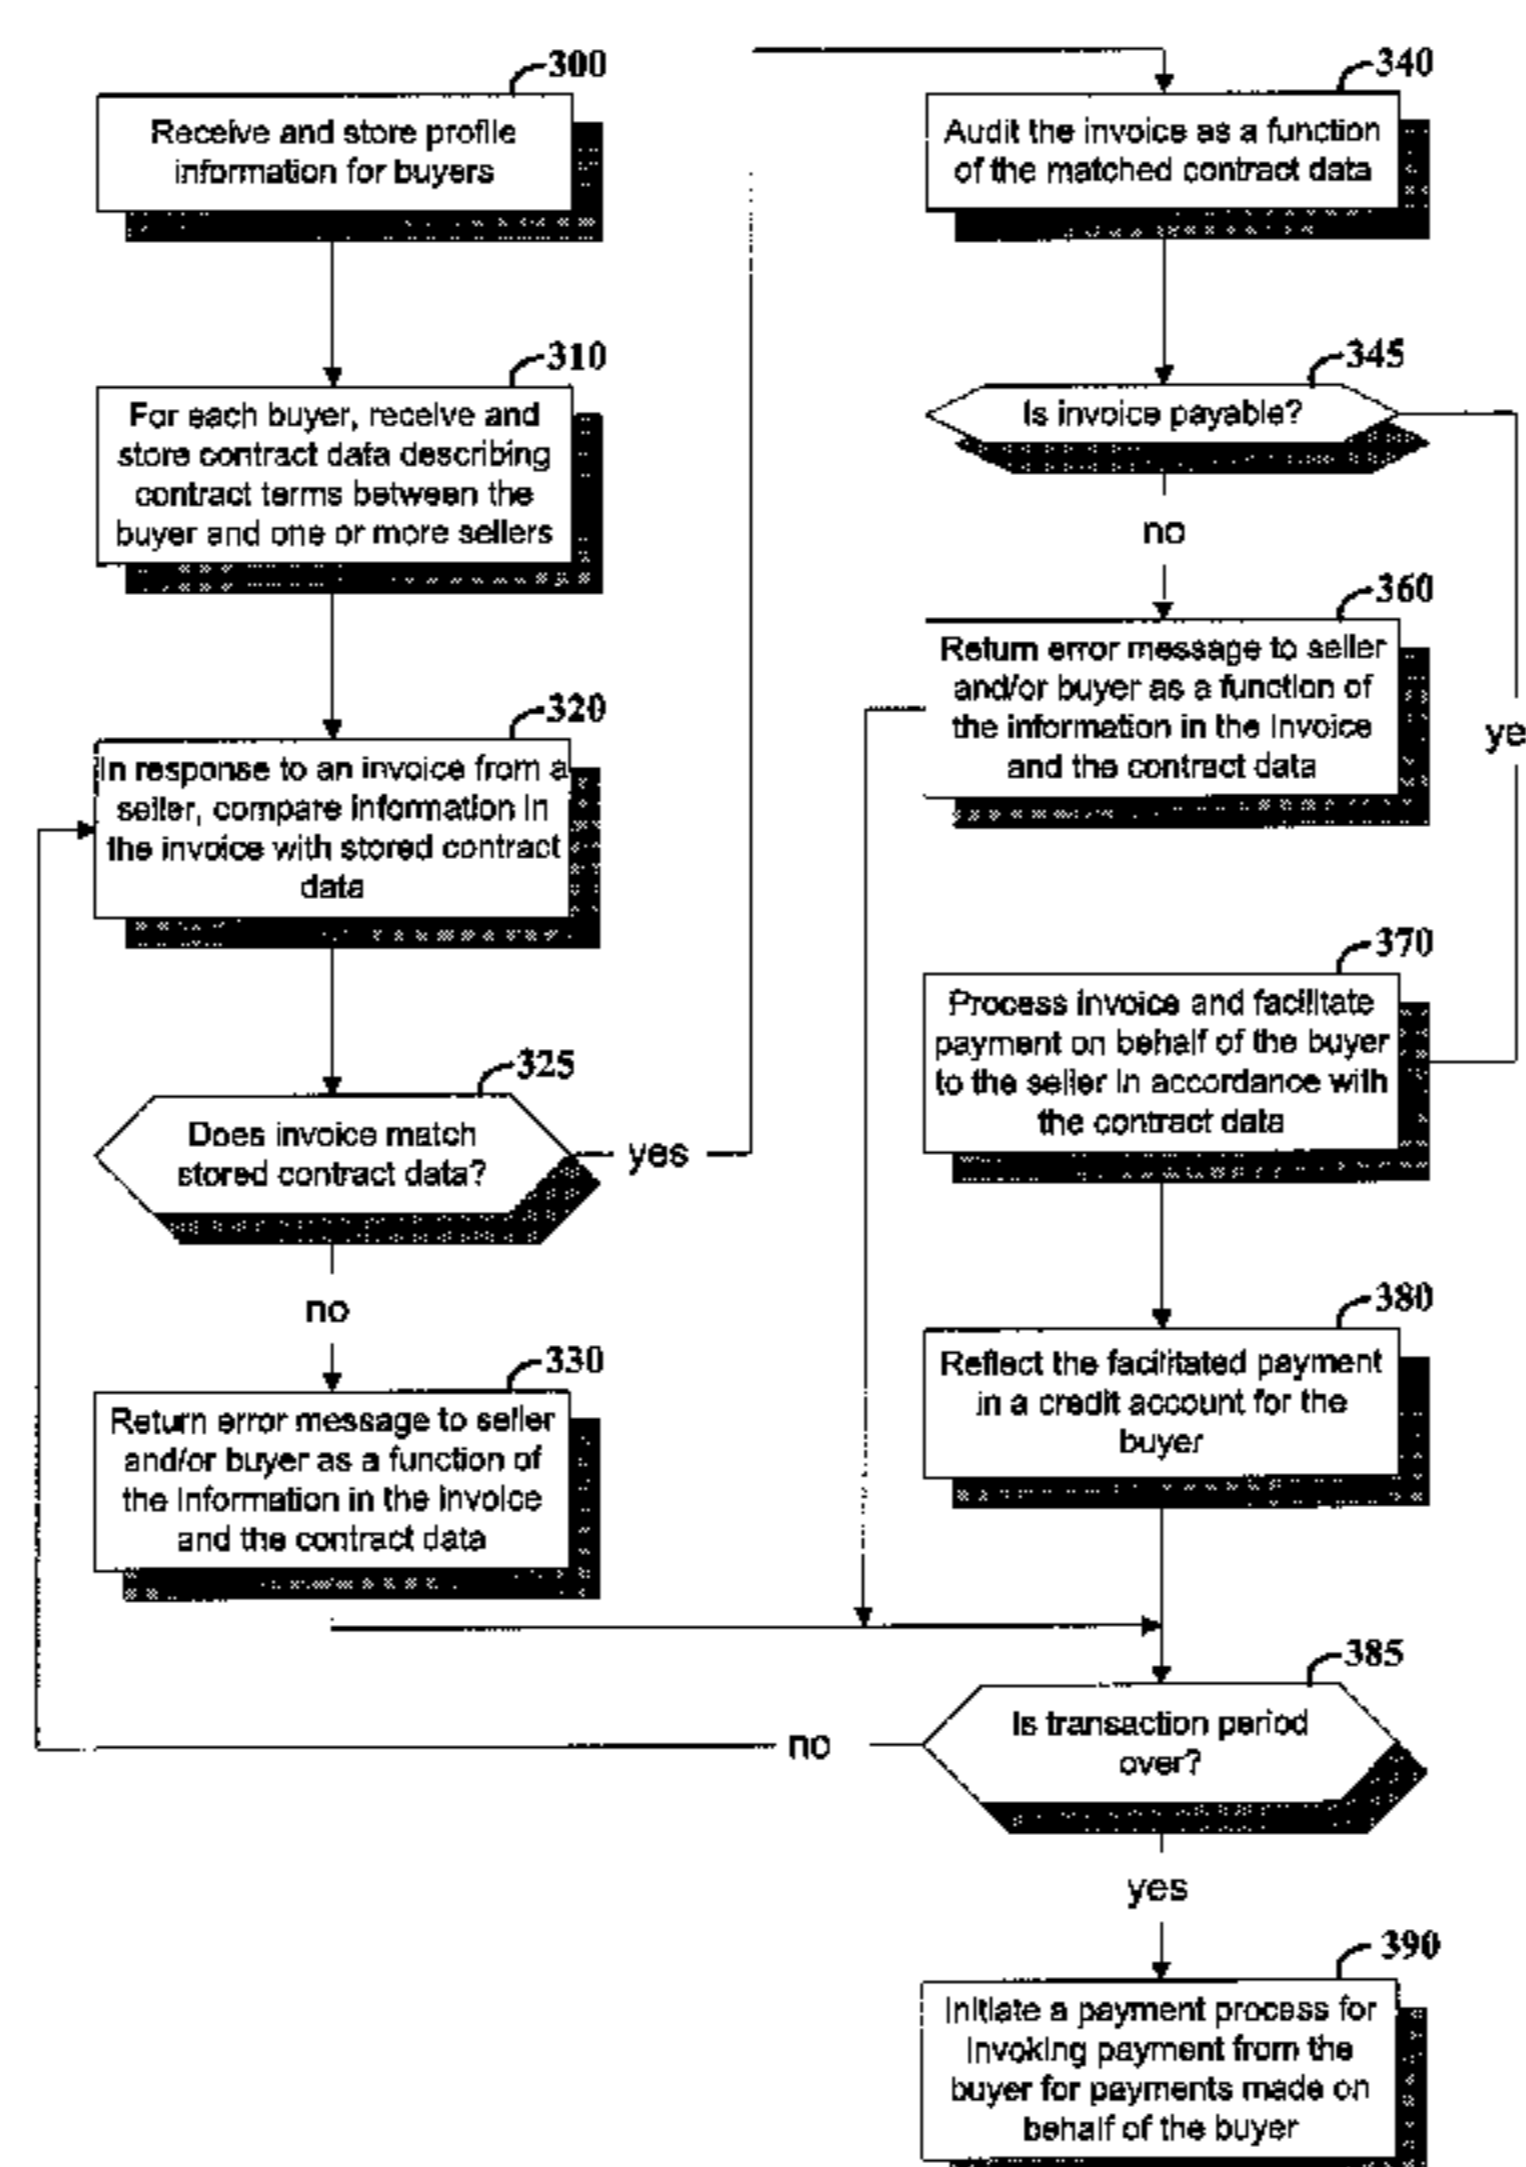 300
Receive and store profile
information for buyers
310
For each buyer, receive and
store contract data describing
contract terms between the
buyer and one or more sellers
320
In response to an invoice from a
seller, compare information in
the invoice with stored contract
data
325
Does invoice match
stored contract data?
yes
no
330
Return error message to seller
and/or buyer as a function of
the information in the invoice
and the contract data
340
Audit the invoice as a function
of the matched contract data
345
Is invoice payable?
no
ye
360
Return error message to seller
and/or buyer as a function of
the information in the invoice
and the contract data
370
Process invoice and facilitate
payment on behalf of the buyer
to the seller in accordance with
the contract data
380
Reflect the facilitated payment
in a credit account for the
buyer
385
Is transaction period
over?
no
yes
390
Initiate a payment process for
invoking payment from the
buyer for payments made on
behalf of the buyer